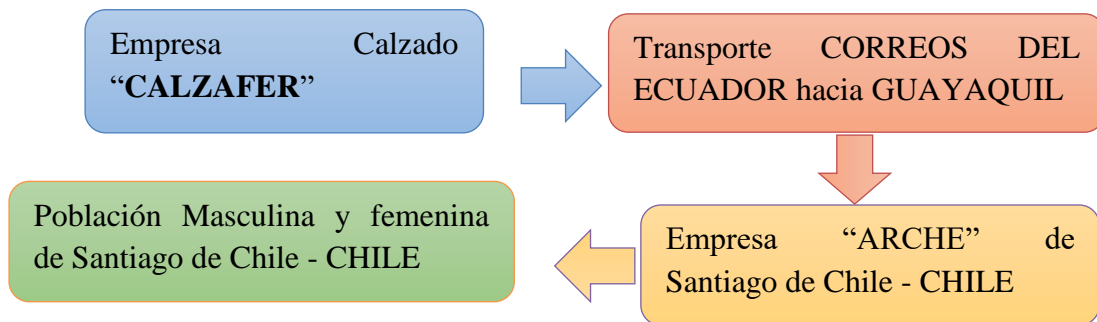 Empresa Calzado
“CALZAFER”
Transporte CORREOS DEL
ECUADOR hacia GUAYAQUIL
Empresa “ARCHE” de
Santiago de Chile - CHILE
Población Masculina y femenina
de Santiago de Chile - CHILE